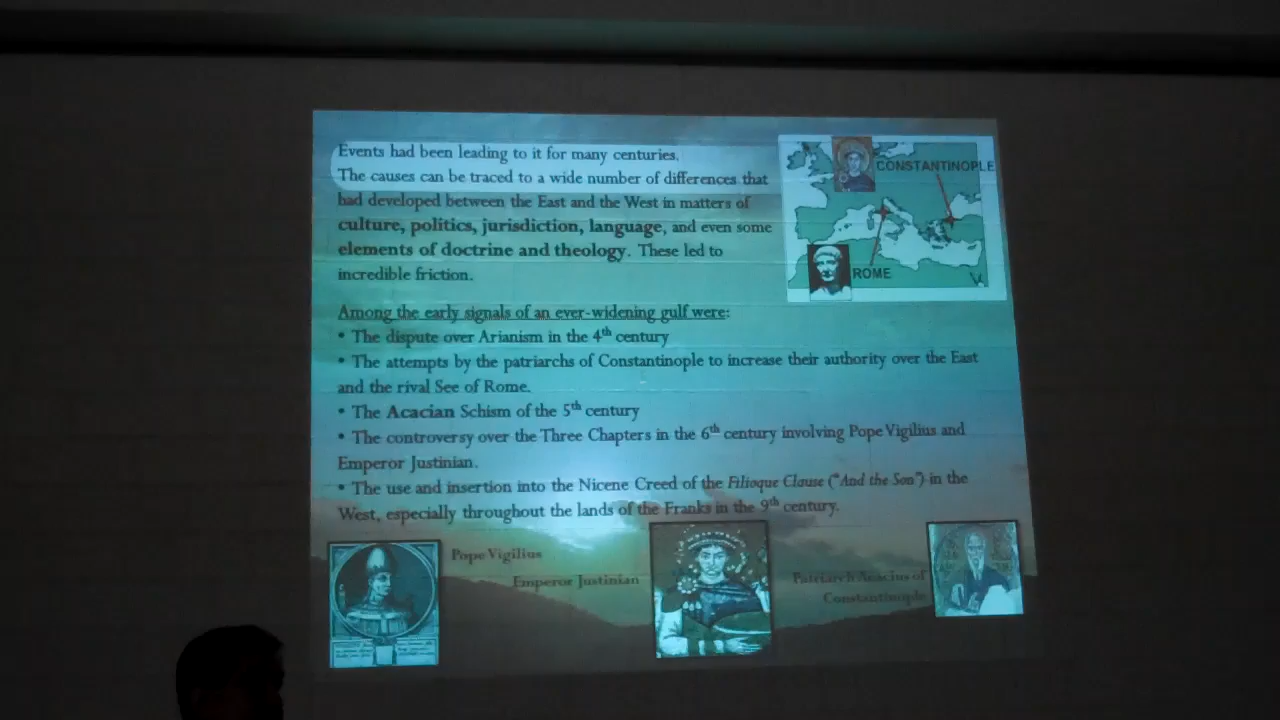 Events had been leading to it for many centuries.
The causes can be traced to a wide number of differences that
had developed between the East and the West in matters of
culture, politics, jurisdiction, language, and even some
elements of doctrine and theology. These led to
incredible friction.
CONSTANTINOPLE
ROME
Among the early signals of an ever-widening gulf were:
• The dispute over Arianism in the 4th century
• The attempts by the patriarchs of Constantinople to increase their authority over the East
and the rival See of Rome.
• The Acacian Schism of the 5th century
• The controversy over the Three Chapters in the 6th century involving Pope Vigilius and
Emperor Justinian.
• The use and insertion into the Nicene Creed of the Filioque Clause ("And the Son") in the
West, especially throughout the lands of the Franks in the 9th century.
Pope Vigilius
Emperor Justinian
Patriarch Acacius of
Constantinople